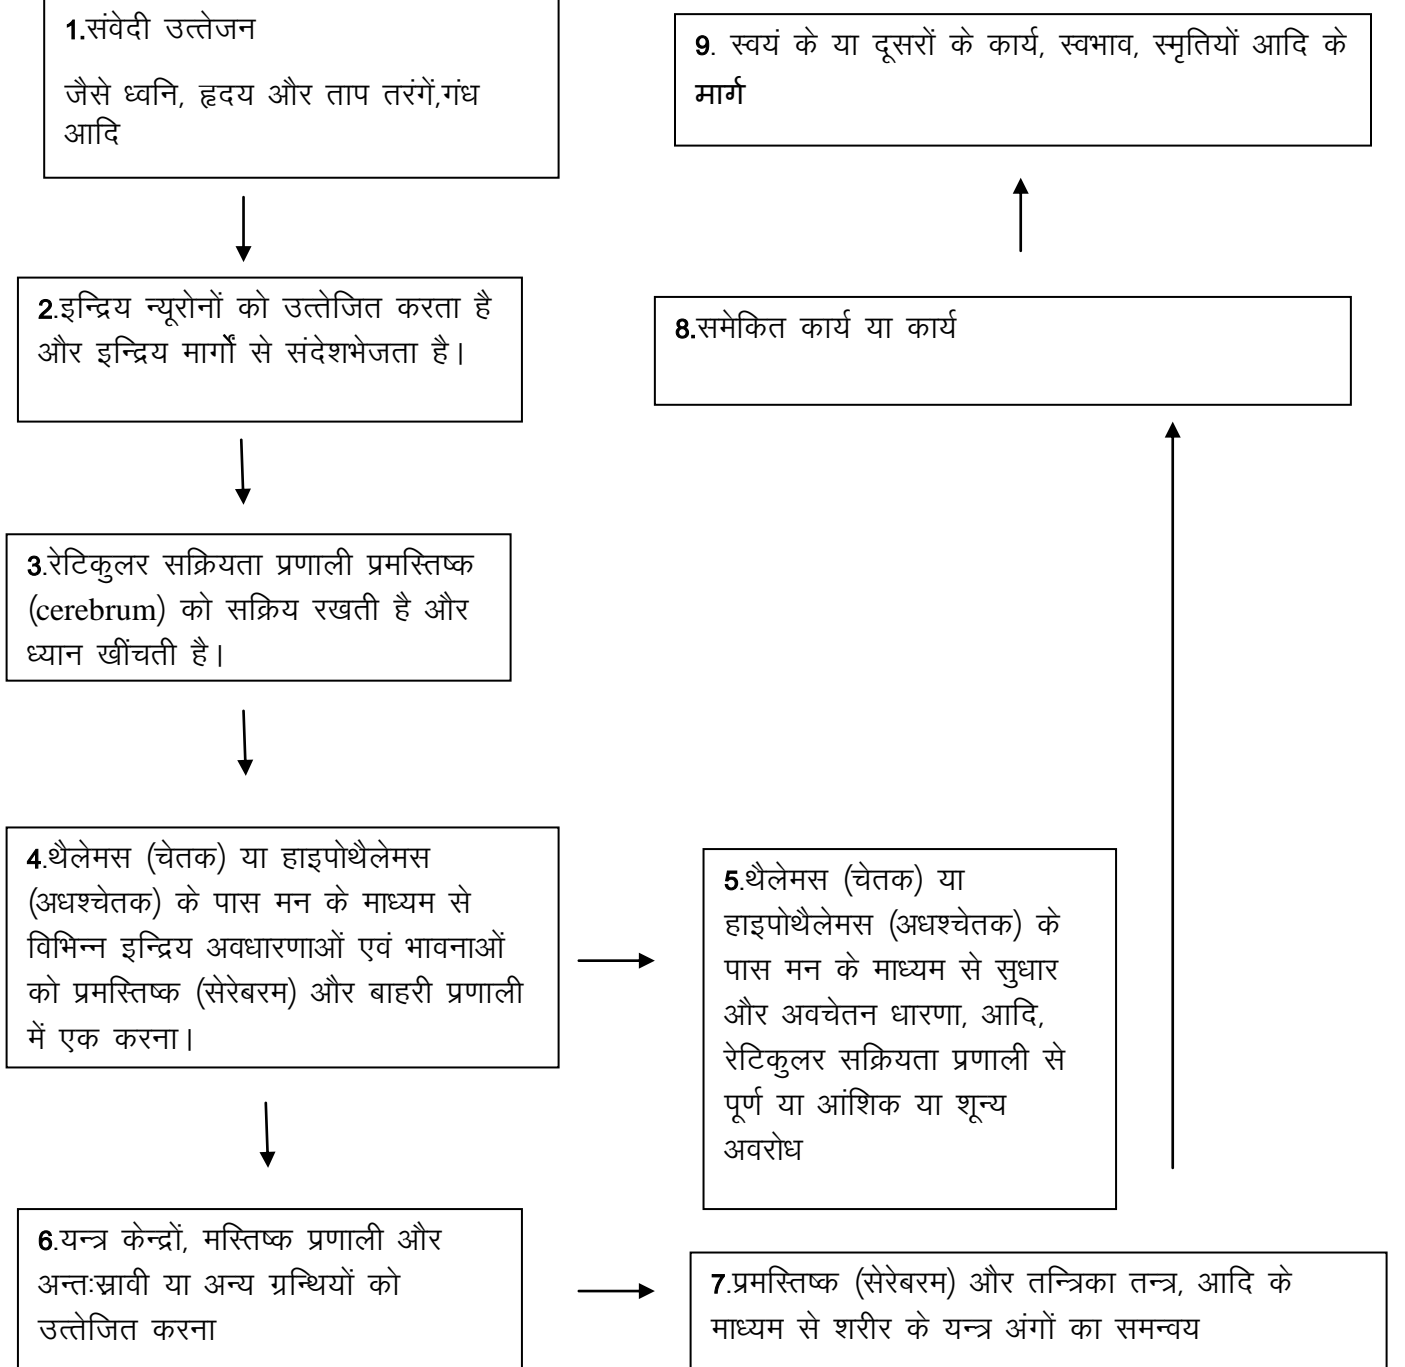 1.संवेदी उत्तेजन
जैसे ध्वनि, हृदय और ताप तरंगें,गंध
आदि
2.इन्द्रिय न्यूरोनों को उत्तेजित करता है
और इन्द्रिय मार्गों से संदेशभेजता है।
3.रेटिकुलर सक्रियता प्रणाली प्रमस्तिष्क
(cerebrum) को सक्रिय रखती है और
ध्यान खींचती है।
4.थैलेमस (चेतक) या हाइपोथैलेमस
(अधश्चेतक) के पास मन के माध्यम से
विभिन्न इन्द्रिय अवधारणाओं एवं भावनाओं
को प्रमस्तिष्क (सेरेबरम) और बाहरी प्रणाली
में एक करना।
5.थैलेमस (चेतक) या
हाइपोथैलेमस (अधश्चेतक) के
पास मन के माध्यम से सुधार
और अवचेतन धारणा, आदि,
रेटिकुलर सक्रियता प्रणाली से
पूर्ण या आंशिक या शून्य
अवरोध
6.यन्त्र केन्द्रों, मस्तिष्क प्रणाली और
अन्तःस्रावी या अन्य ग्रन्थियों को
उत्तेजित करना
7.प्रमस्तिष्क (सेरेबरम) और तन्त्रिका तन्त्र, आदि के
माध्यम से शरीर के यन्त्र अंगों का समन्वय
8.समेकित कार्य या कार्य
9. स्वयं के या दूसरों के कार्य, स्वभाव, स्मृतियों आदि के
मार्ग